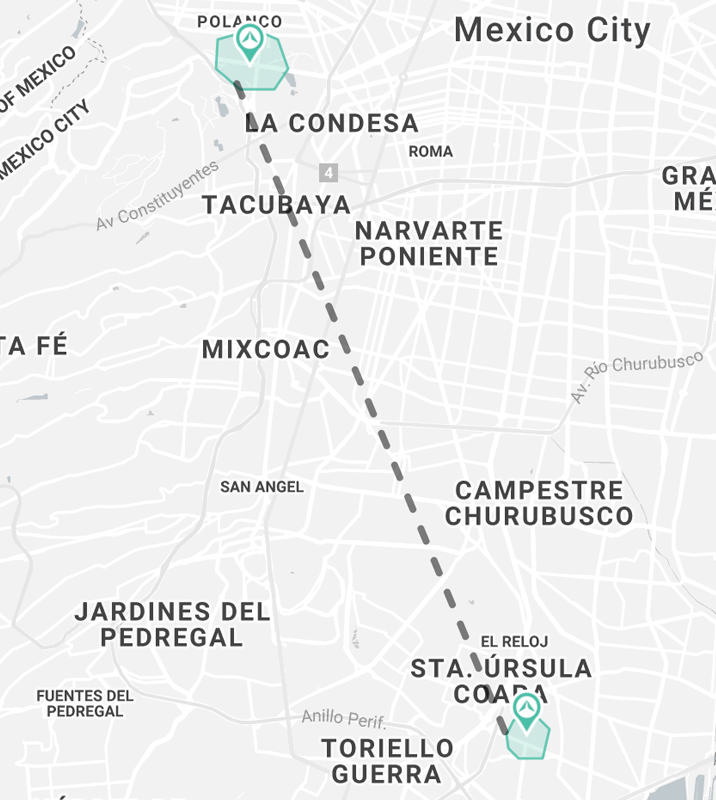 POLANCO
Mexico City
OF MEXICO
MEXICO CITY
LA CONDESA
ROMA
4
Av Constituyentes
GRA
MÉ
TACUBAYA
NARVARTE
PONIENTE
TA FÉ
MIXCOAC
Av. Río Churubusco
SAN ANGEL
CAMPESTRE
CHURUBUSCO
JARDINES DEL
PEDREGAL
EL RELOJ
STA. ÚRSULA
COAPA
FUENTES DEL
PEDREGAL
Anillo Perif.
TORIELLO
GUERRA